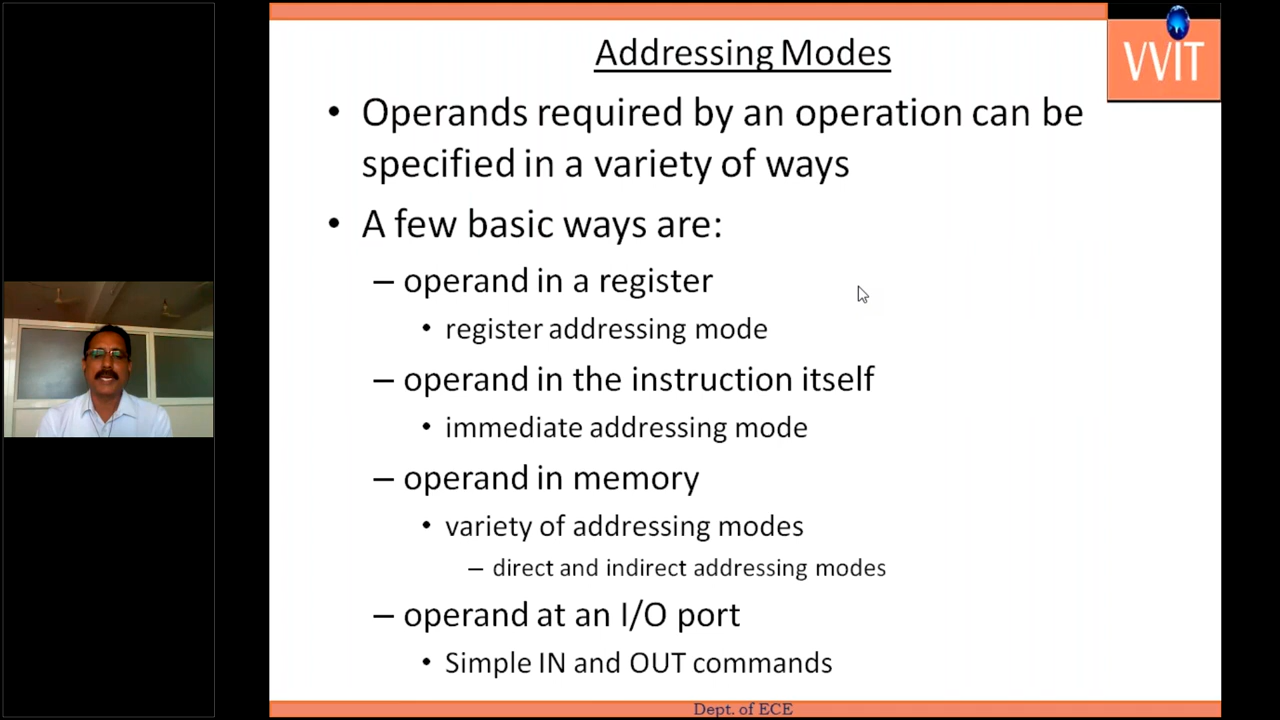 Addressing Modes
VVIT
• Operands required by an operation can be
specified in a variety of ways
• A few basic ways are:
– operand in a register
• register addressing mode
– operand in the instruction itself
• immediate addressing mode
– operand in memory
• variety of addressing modes
– direct and indirect addressing modes
– operand at an I/O port
• Simple IN and OUT commands
Dept. of ECE